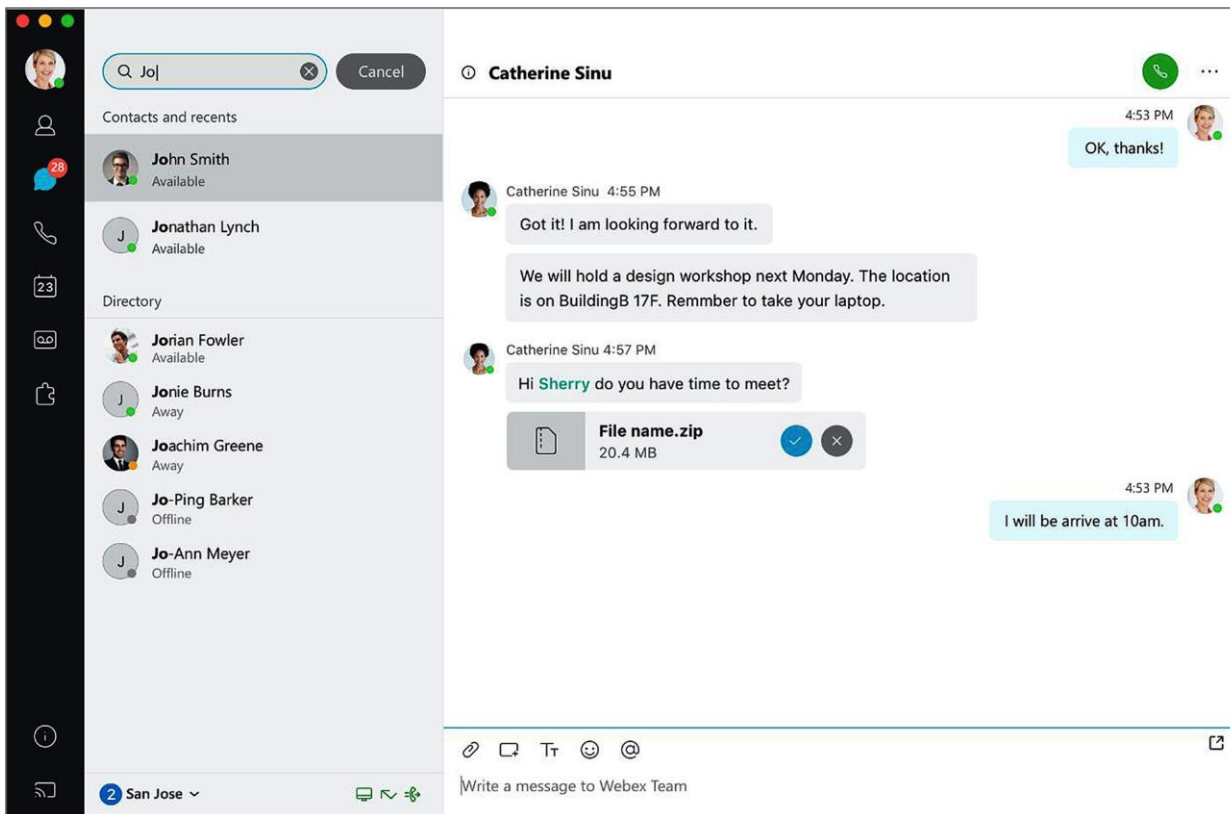 Jo
Cancel
Contacts and recents
John Smith
Available
J
Jonathan Lynch
Available
Directory
Jorian Fowler
Available
J
Jonie Burns
Away
Joachim Greene
Away
J
Jo-Ping Barker
Offline
J
Jo-Ann Meyer
Offline
28
23
2
San Jose
Catherine Sinu
4:53 PM
OK, thanks!
Catherine Sinu 4:55 PM
Got it! I am looking forward to it.
We will hold a design workshop next Monday. The location
is on BuildingB 17F. Remmber to take your laptop.
Catherine Sinu 4:57 PM
Hi Sherry do you have time to meet?
File name.zip
20.4 MB
4:53 PM
I will be arrive at 10am.
Tт
@
Write a message to Webex Team